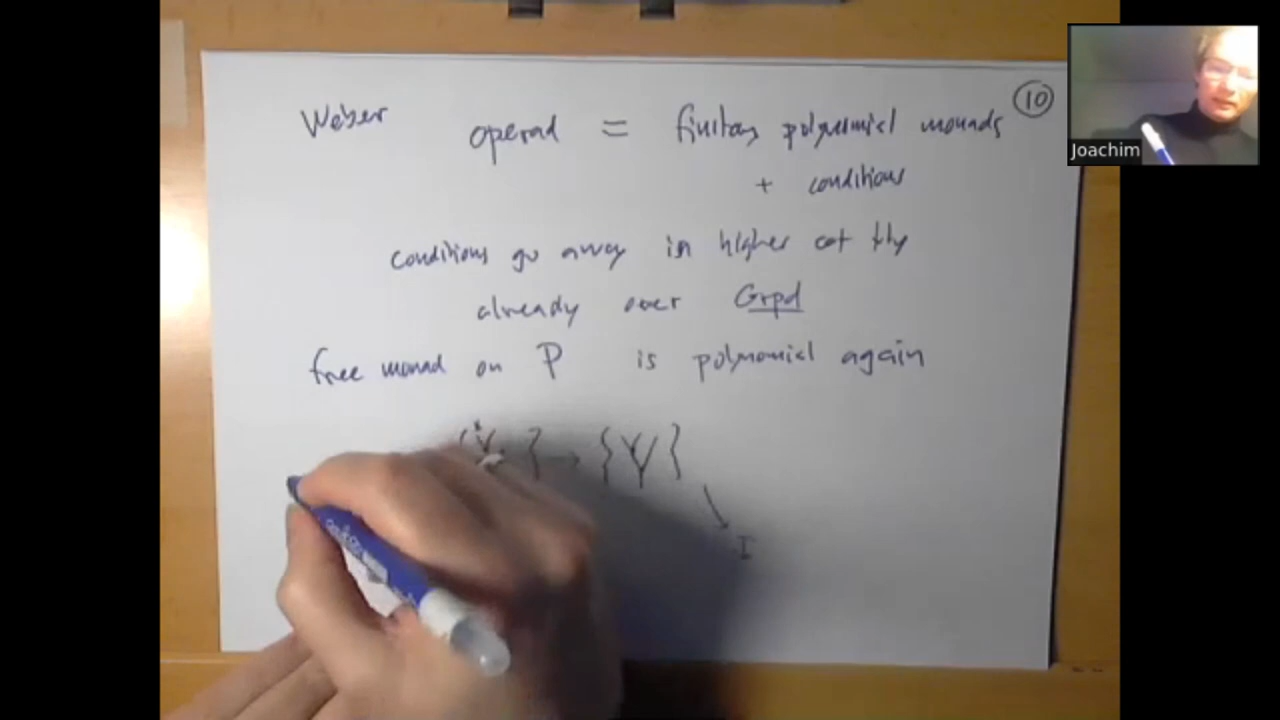 10
Weber operad = finitary polynomial monads
+ conditions
conditions go away in higher cat thy
already over Grpd
free monad on P is polynomial again
{ } → { }
I
Joachim